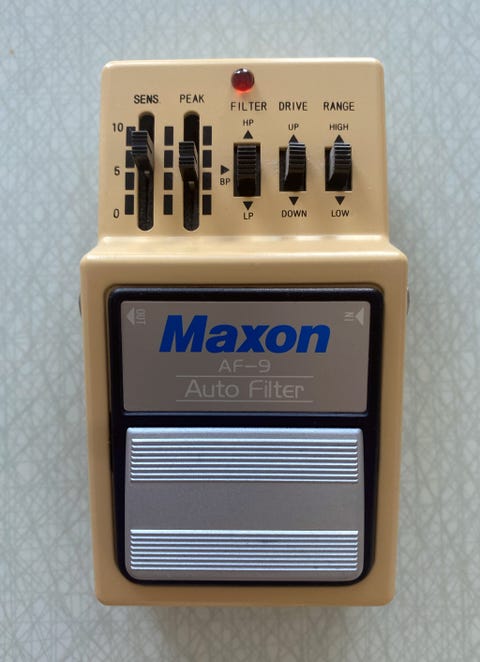 SENS. PEAK
FILTER DRIVE RANGE
HP UP HIGH
10
5
0
BP
LP DOWN LOW
OUT IN
Maxon
AF-9
Auto Filter